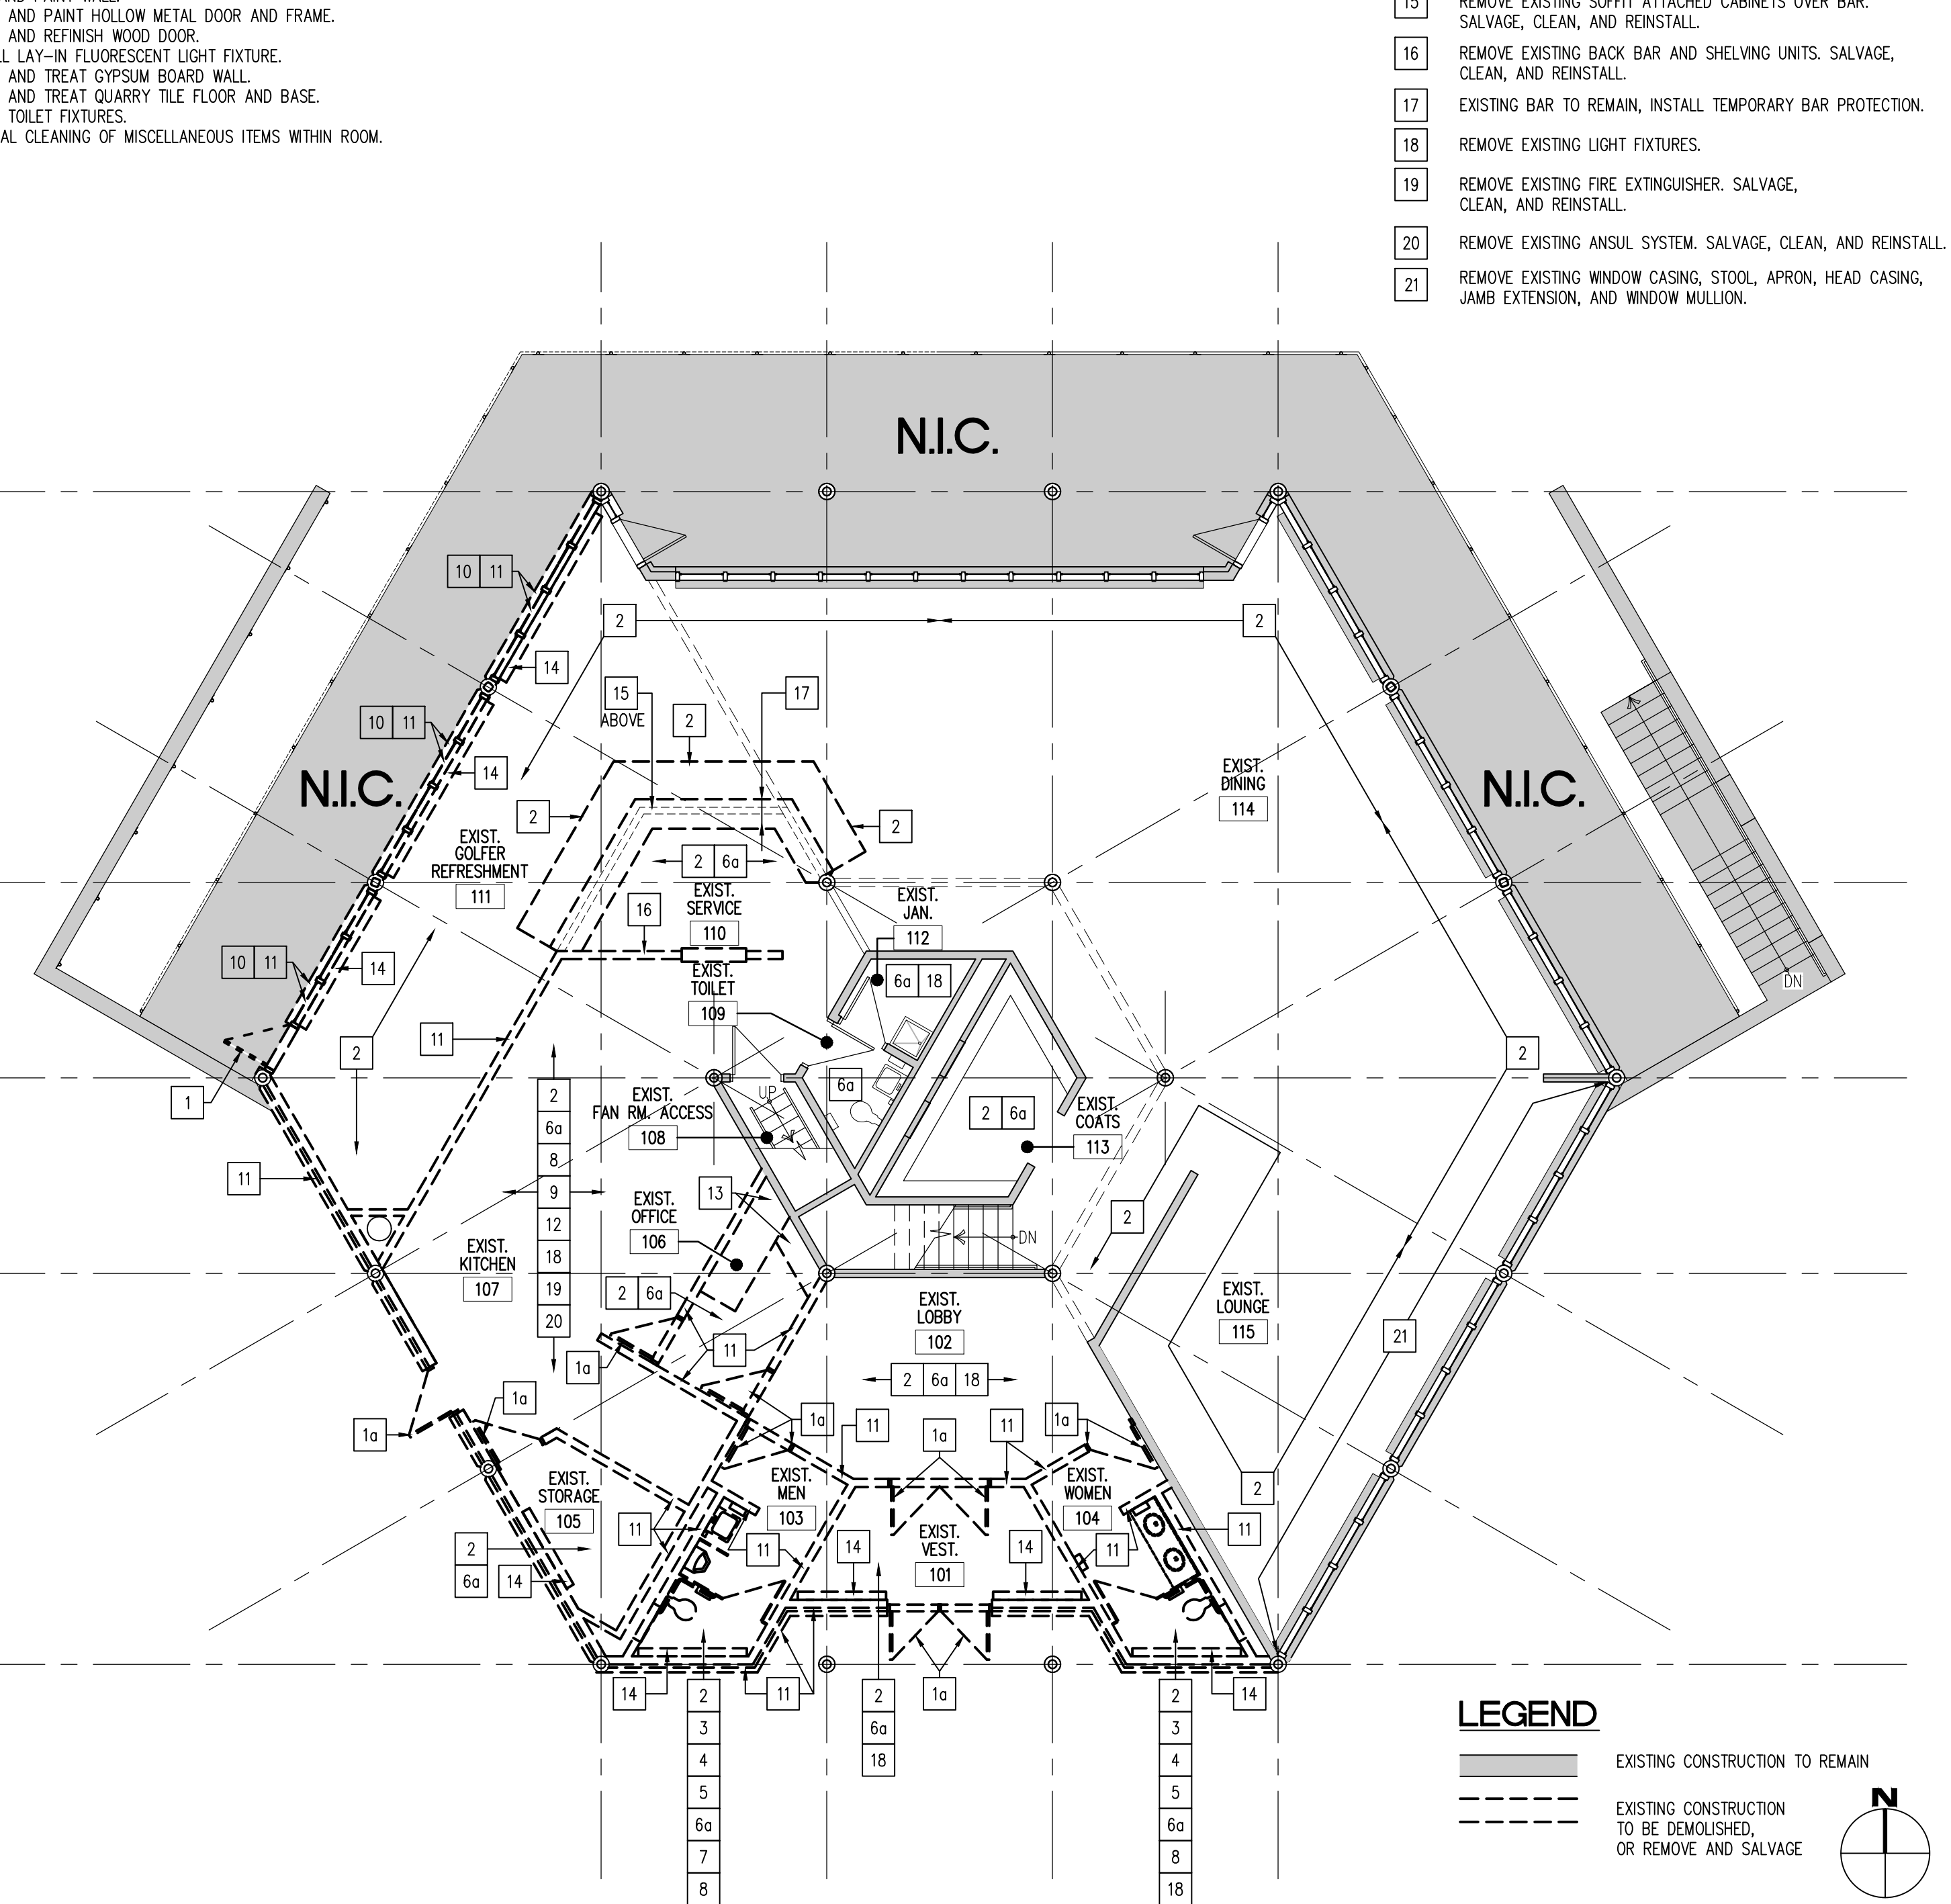 AND PAINT WALL.
AND PAINT HOLLOW METAL DOOR AND FRAME.
AND REFINISH WOOD DOOR.
LAY-IN FLUORESCENT LIGHT FIXTURE.
AND TREAT GYPSUM BOARD WALL.
AND TREAT QUARRY TILE FLOOR AND BASE.
TOILET FIXTURES.
CLEANING OF MISCELLANEOUS ITEMS WITHIN ROOM.
15 REMOVE EXISTING SOFFIT ATTACHED CABINETS OVER BAR.
SALVAGE, CLEAN, AND REINSTALL.
16 REMOVE EXISTING BACK BAR AND SHELVING UNITS. SALVAGE,
CLEAN, AND REINSTALL.
17 EXISTING BAR TO REMAIN, INSTALL TEMPORARY BAR PROTECTION.
18 REMOVE EXISTING LIGHT FIXTURES.
19 REMOVE EXISTING FIRE EXTINGUISHER. SALVAGE,
CLEAN, AND REINSTALL.
20 REMOVE EXISTING ANSUL SYSTEM. SALVAGE, CLEAN, AND REINSTALL.
21 REMOVE EXISTING WINDOW CASING, STOOL, APRON, HEAD CASING,
JAMB EXTENSION, AND WINDOW MULLION.
N.I.C.
10 11
2
2
14
15
ABOVE
17
2
10 11
14
N.I.C.
N.I.C.
EXIST.
DINING
114
2
2
EXIST.
GOLFER
REFRESHMENT
111
2 6a
EXIST.
SERVICE
110
16
EXIST.
JAN.
112
10 11
14
6a 18
EXIST.
TOILET
109
DN
11
2
2
1
6a
UP
EXIST.
FAN RM. ACCESS
108
2 6a
EXIST.
COATS
113
2
6a
8
9
12
18
19
20
11
13
EXIST.
OFFICE
106
2
DN
EXIST.
KITCHEN
107
2 6a
EXIST.
LOBBY
102
EXIST.
LOUNGE
115
21
11
1a
2 6a 18
1a
1a
1a
11
1a
11
1a
EXIST.
STORAGE
105
EXIST.
MEN
103
EXIST.
WOMEN
104
2
11
11
EXIST.
VEST.
101
14
14
11
11
2
6a
14
14
11
1a
14
2
3
4
5
6a
7
8
2
6a
18
2
3
4
5
6a
8
18
LEGEND
EXISTING CONSTRUCTION TO REMAIN
EXISTING CONSTRUCTION
TO BE DEMOLISHED,
OR REMOVE AND SALVAGE
N